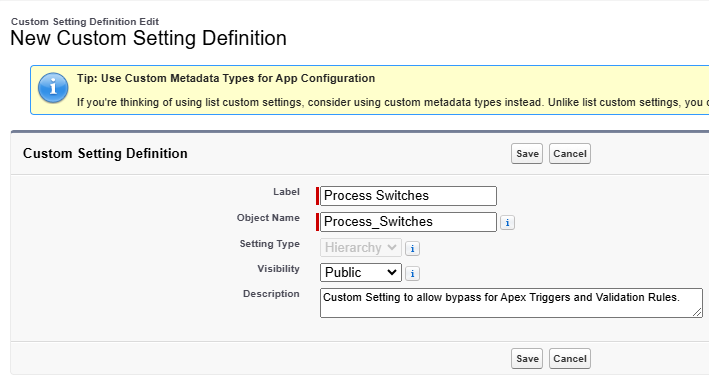 Custom Setting Definition Edit
New Custom Setting Definition
Tip: Use Custom Metadata Types for App Configuration
If you're thinking of using list custom settings, consider using custom metadata types instead. Unlike list custom settings, you
Custom Setting Definition
Save Cancel
Label Process Switches
Object Name Process_Switches
Setting Type Hierarchy
Visibility Public
Description Custom Setting to allow bypass for Apex Triggers and Validation Rules.
Save Cancel